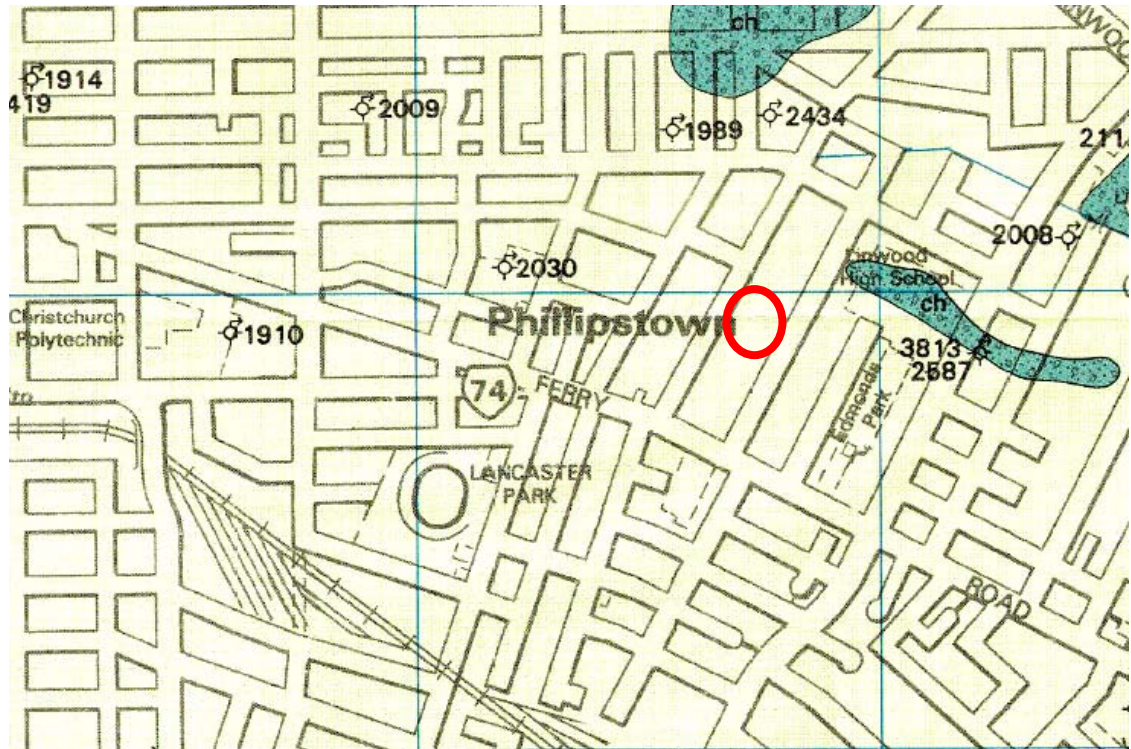 ch
1914
419
2009
1989
2434
211
2008
2030
Linwood
High School
ch
Christchurch
Polytechnic
1910
Phillipstown
3813
2587
74
FERRY
Edmonds
Park
LANCASTER
PARK
ROAD